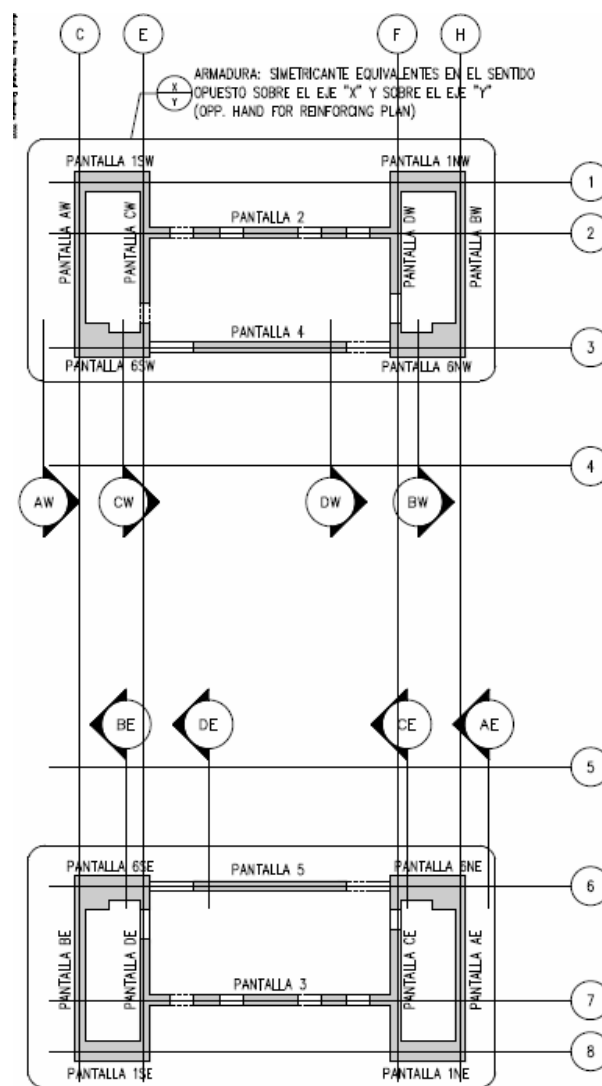 C E F H
X
Y
ARMADURA: SIMETRICANTE EQUIVALENTES EN EL SENTIDO
OPUESTO SOBRE EL EJE "X" Y SOBRE EL EJE "Y"
(OPP. HAND FOR REINFORCING PLAN)
PANTALLA 1SW PANTALLA 1NW
1
PANTALLA AW
PANTALLA CW
PANTALLA 2
PANTALLA DW
PANTALLA BW
2
PANTALLA 4
3
PANTALLA 6SW PANTALLA 6NW
4
AW CW DW BW
BE DE CE AE
5
PANTALLA 6SE PANTALLA 5 PANTALLA 6NE
6
PANTALLA BE
PANTALLA DE
PANTALLA 3
PANTALLA CE
PANTALLA AE
7
8
PANTALLA 1SE PANTALLA 1NE